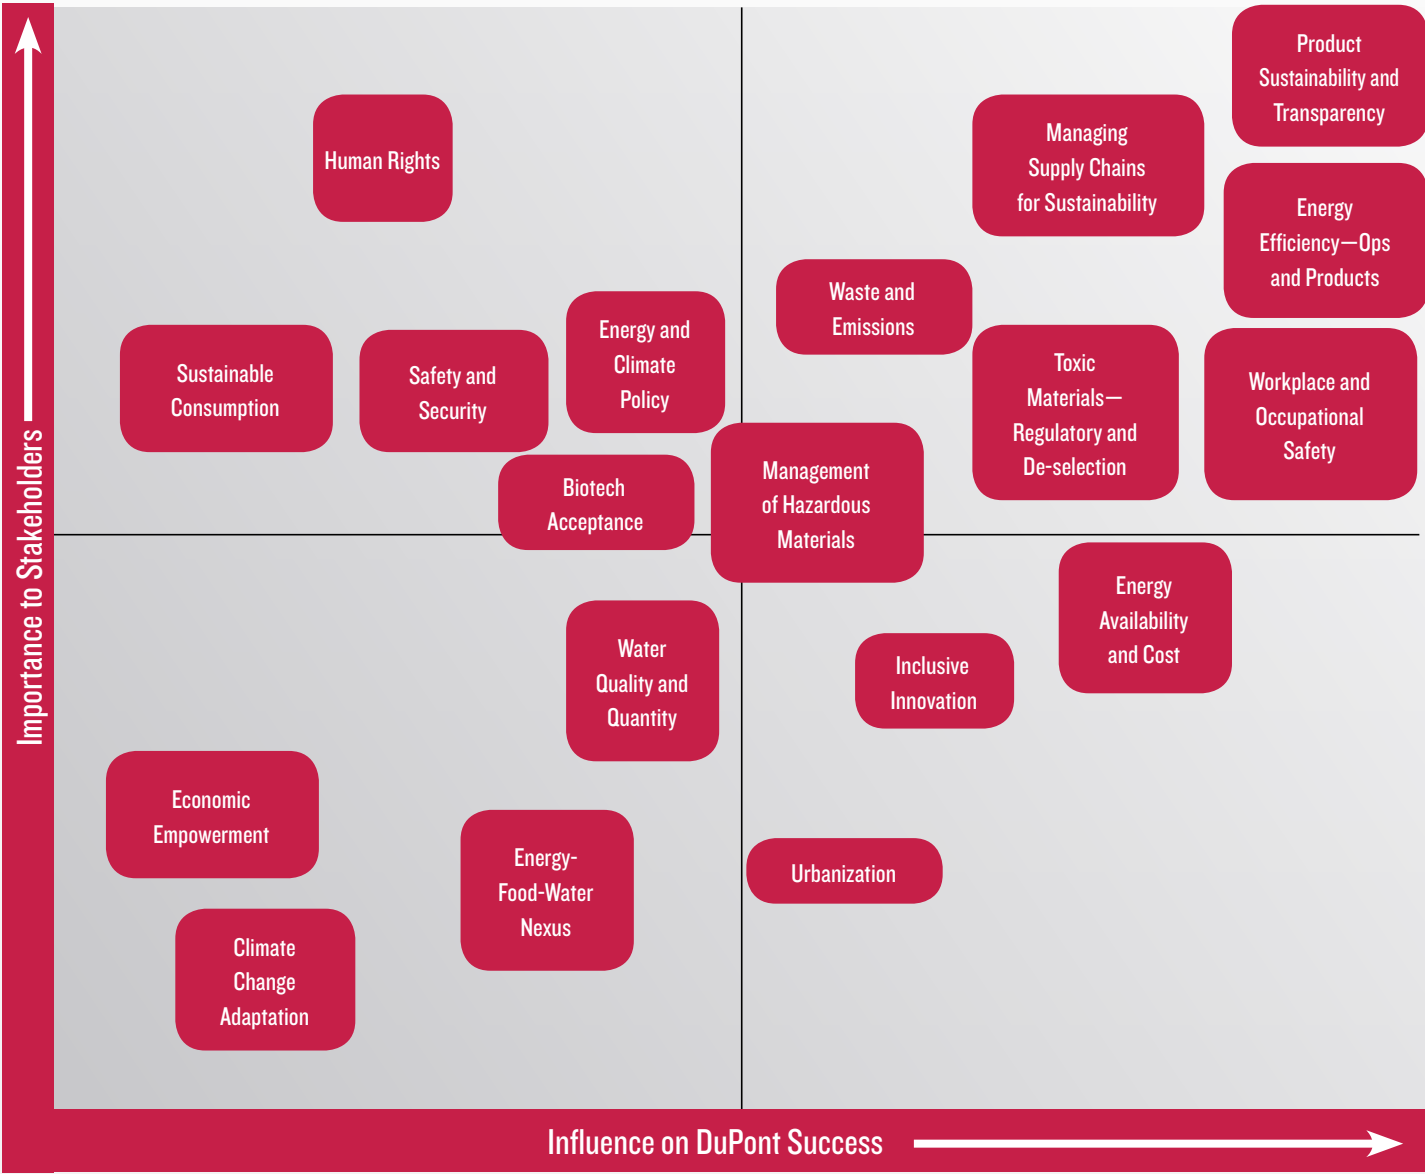 Product
Sustainability and
Transparency
Managing
Supply Chains
for Sustainability
Human Rights
Energy
Efficiency—Ops
and Products
Waste and
Emissions
Energy and
Climate
Policy
Sustainable
Consumption
Safety and
Security
Toxic
Materials—
Regulatory and
De-selection
Workplace and
Occupational
Safety
Biotech
Acceptance
Management
of Hazardous
Materials
Importance to Stakeholders
Energy
Availability
and Cost
Water
Quality and
Quantity
Inclusive
Innovation
Economic
Empowerment
Energy-
Food-Water
Nexus
Urbanization
Climate
Change
Adaptation
Influence on DuPont Success